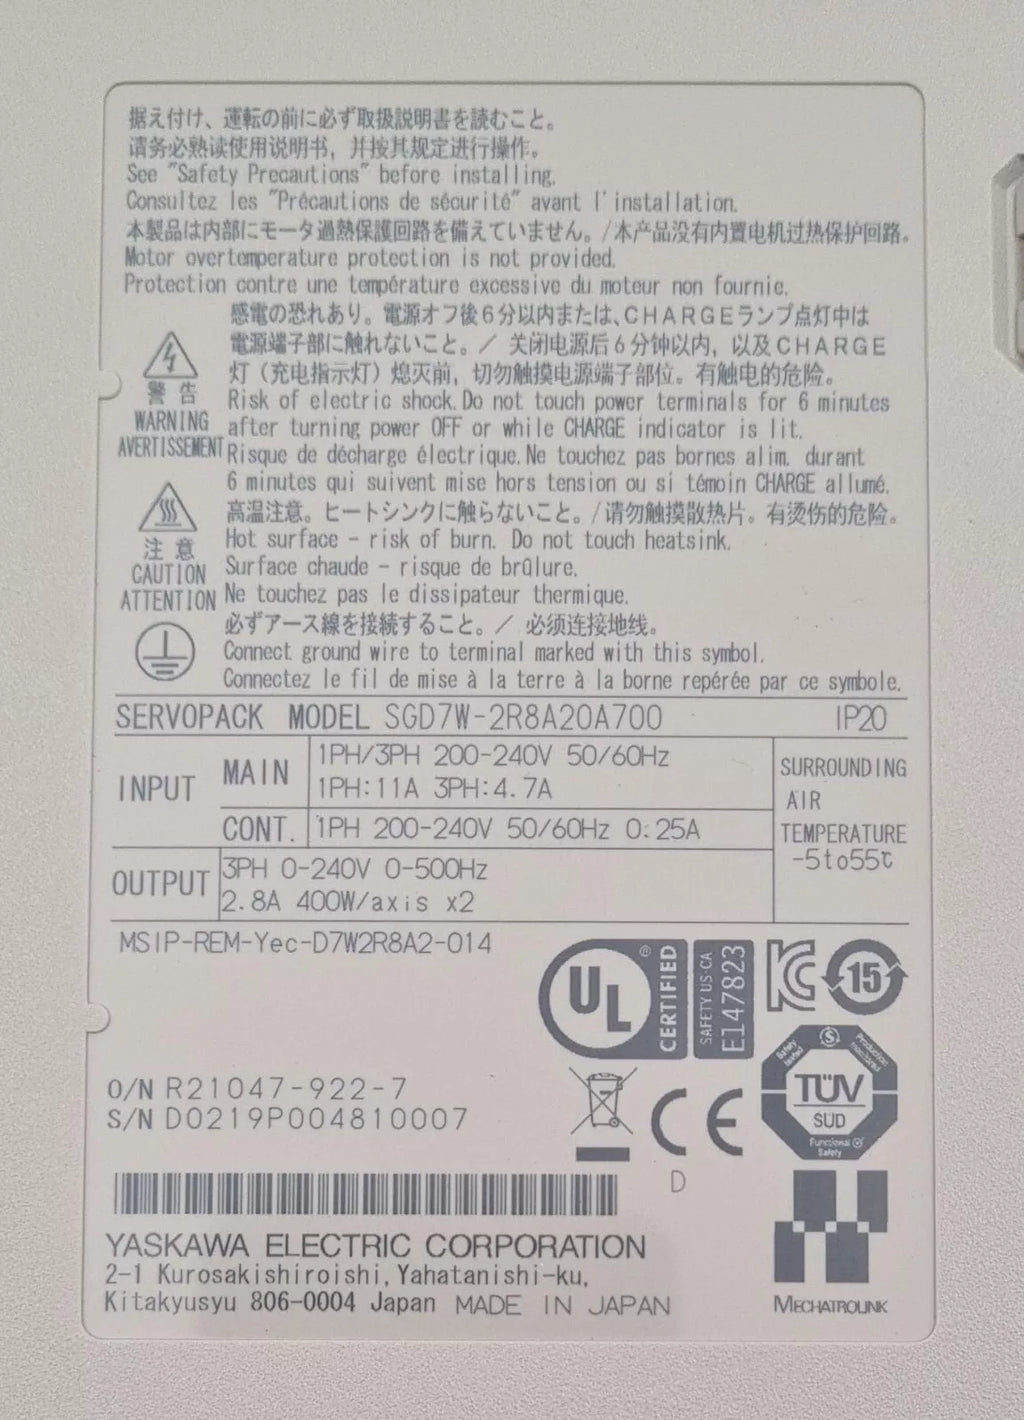 据え付け、運転の前に必ず取扱説明書を読むこと。
请务必熟读使用说明书，并按其规定进行操作。
See "Safety Precautions" before installing.
Consultez les "Précautions de sécurité" avant l'installation.
本製品は内部にモータ過熱保護回路を備えていません。/本产品没有内置电机过热保护回路。
Motor overtemperature protection is not provided.
Protection contre une température excessive du moteur non fournie.
警告
WARNING
AVERTISSEMENT
感電の恐れあり。電源オフ後6分以内または、CHARGEランプ点灯中は
電源端子部に触れないこと。/ 关闭电源后6分钟以内，以及CHARGE
灯（充电指示灯）熄灭前，切勿触摸电源端子部位。有触电的危险。
Risk of electric shock. Do not touch power terminals for 6 minutes
after turning power OFF or while CHARGE indicator is lit.
Risque de décharge électrique. Ne touchez pas bornes alim. durant
6 minutes qui suivent mise hors tension ou si témoin CHARGE allumé.
注意
CAUTION
ATTENTION
高温注意。ヒートシンクに触らないこと。/请勿触摸散热片。有烫伤的危险。
Hot surface - risk of burn. Do not touch heatsink.
Surface chaude - risque de brûlure.
Ne touchez pas le dissipateur thermique.
必ずアース線を接続すること。/ 必须连接地线。
Connect ground wire to terminal marked with this symbol.
Connectez le fil de mise à la terre à la borne repérée par ce symbole.
SERVOPACK MODEL SGD7W-2R8A20A700 IP20
INPUT
MAIN
1PH/3PH 200-240V 50/60Hz
1PH:11A 3PH:4.7A
CONT. 1PH 200-240V 50/60Hz 0.25A
OUTPUT
3PH 0-240V 0-500Hz
2.8A 400W/axis x2
SURROUNDING
AIR
TEMPERATURE
-5to55℃
MSIP-REM-Yec-D7W2R8A2-014
UL ® CERTIFIED
SAFETY US-CA
E147823
15
Safety tested
Production monitored
TÜV
SÜD
Functional
Safety
O/N R21047-922-7
S/N D0219P004810007
CE
D
YASKAWA ELECTRIC CORPORATION
2-1 Kurosakishiroishi, Yahatanishi-ku,
Kitakyusyu 806-0004 Japan MADE IN JAPAN
MECHATROLINK